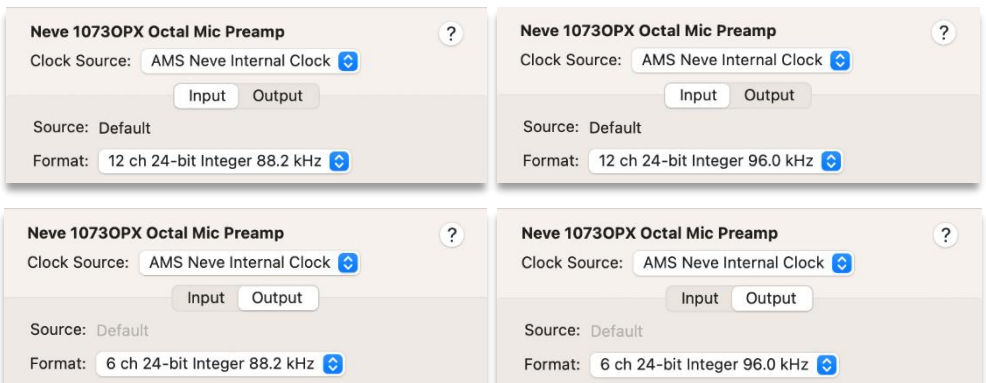 Neve 1073OPX Octal Mic Preamp
?
Clock Source: AMS Neve Internal Clock
Input Output
Source: Default
Format: 12 ch 24-bit Integer 88.2 kHz
Neve 1073OPX Octal Mic Preamp
?
Clock Source: AMS Neve Internal Clock
Input Output
Source: Default
Format: 12 ch 24-bit Integer 96.0 kHz
Neve 1073OPX Octal Mic Preamp
?
Clock Source: AMS Neve Internal Clock
Input Output
Source: Default
Format: 6 ch 24-bit Integer 88.2 kHz
Neve 1073OPX Octal Mic Preamp
?
Clock Source: AMS Neve Internal Clock
Input Output
Source: Default
Format: 6 ch 24-bit Integer 96.0 kHz